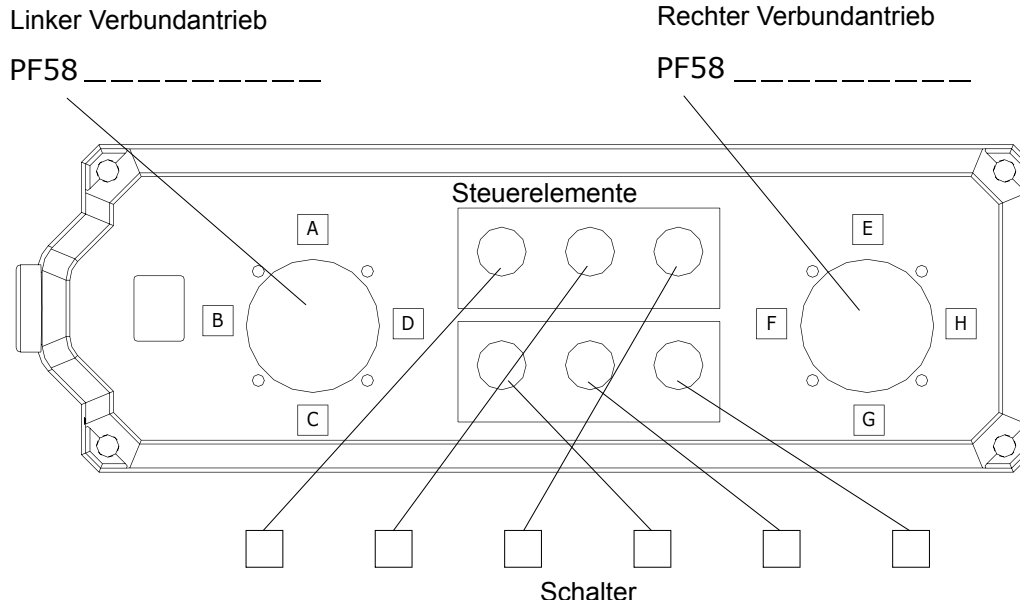 Linker Verbundantrieb
PF58 _ _ _ _ _ _ _ _ _
Rechter Verbundantrieb
PF58 _ _ _ _ _ _ _ _ _
Steuerelemente
A
B
D
C
E
F
H
G
Schalter